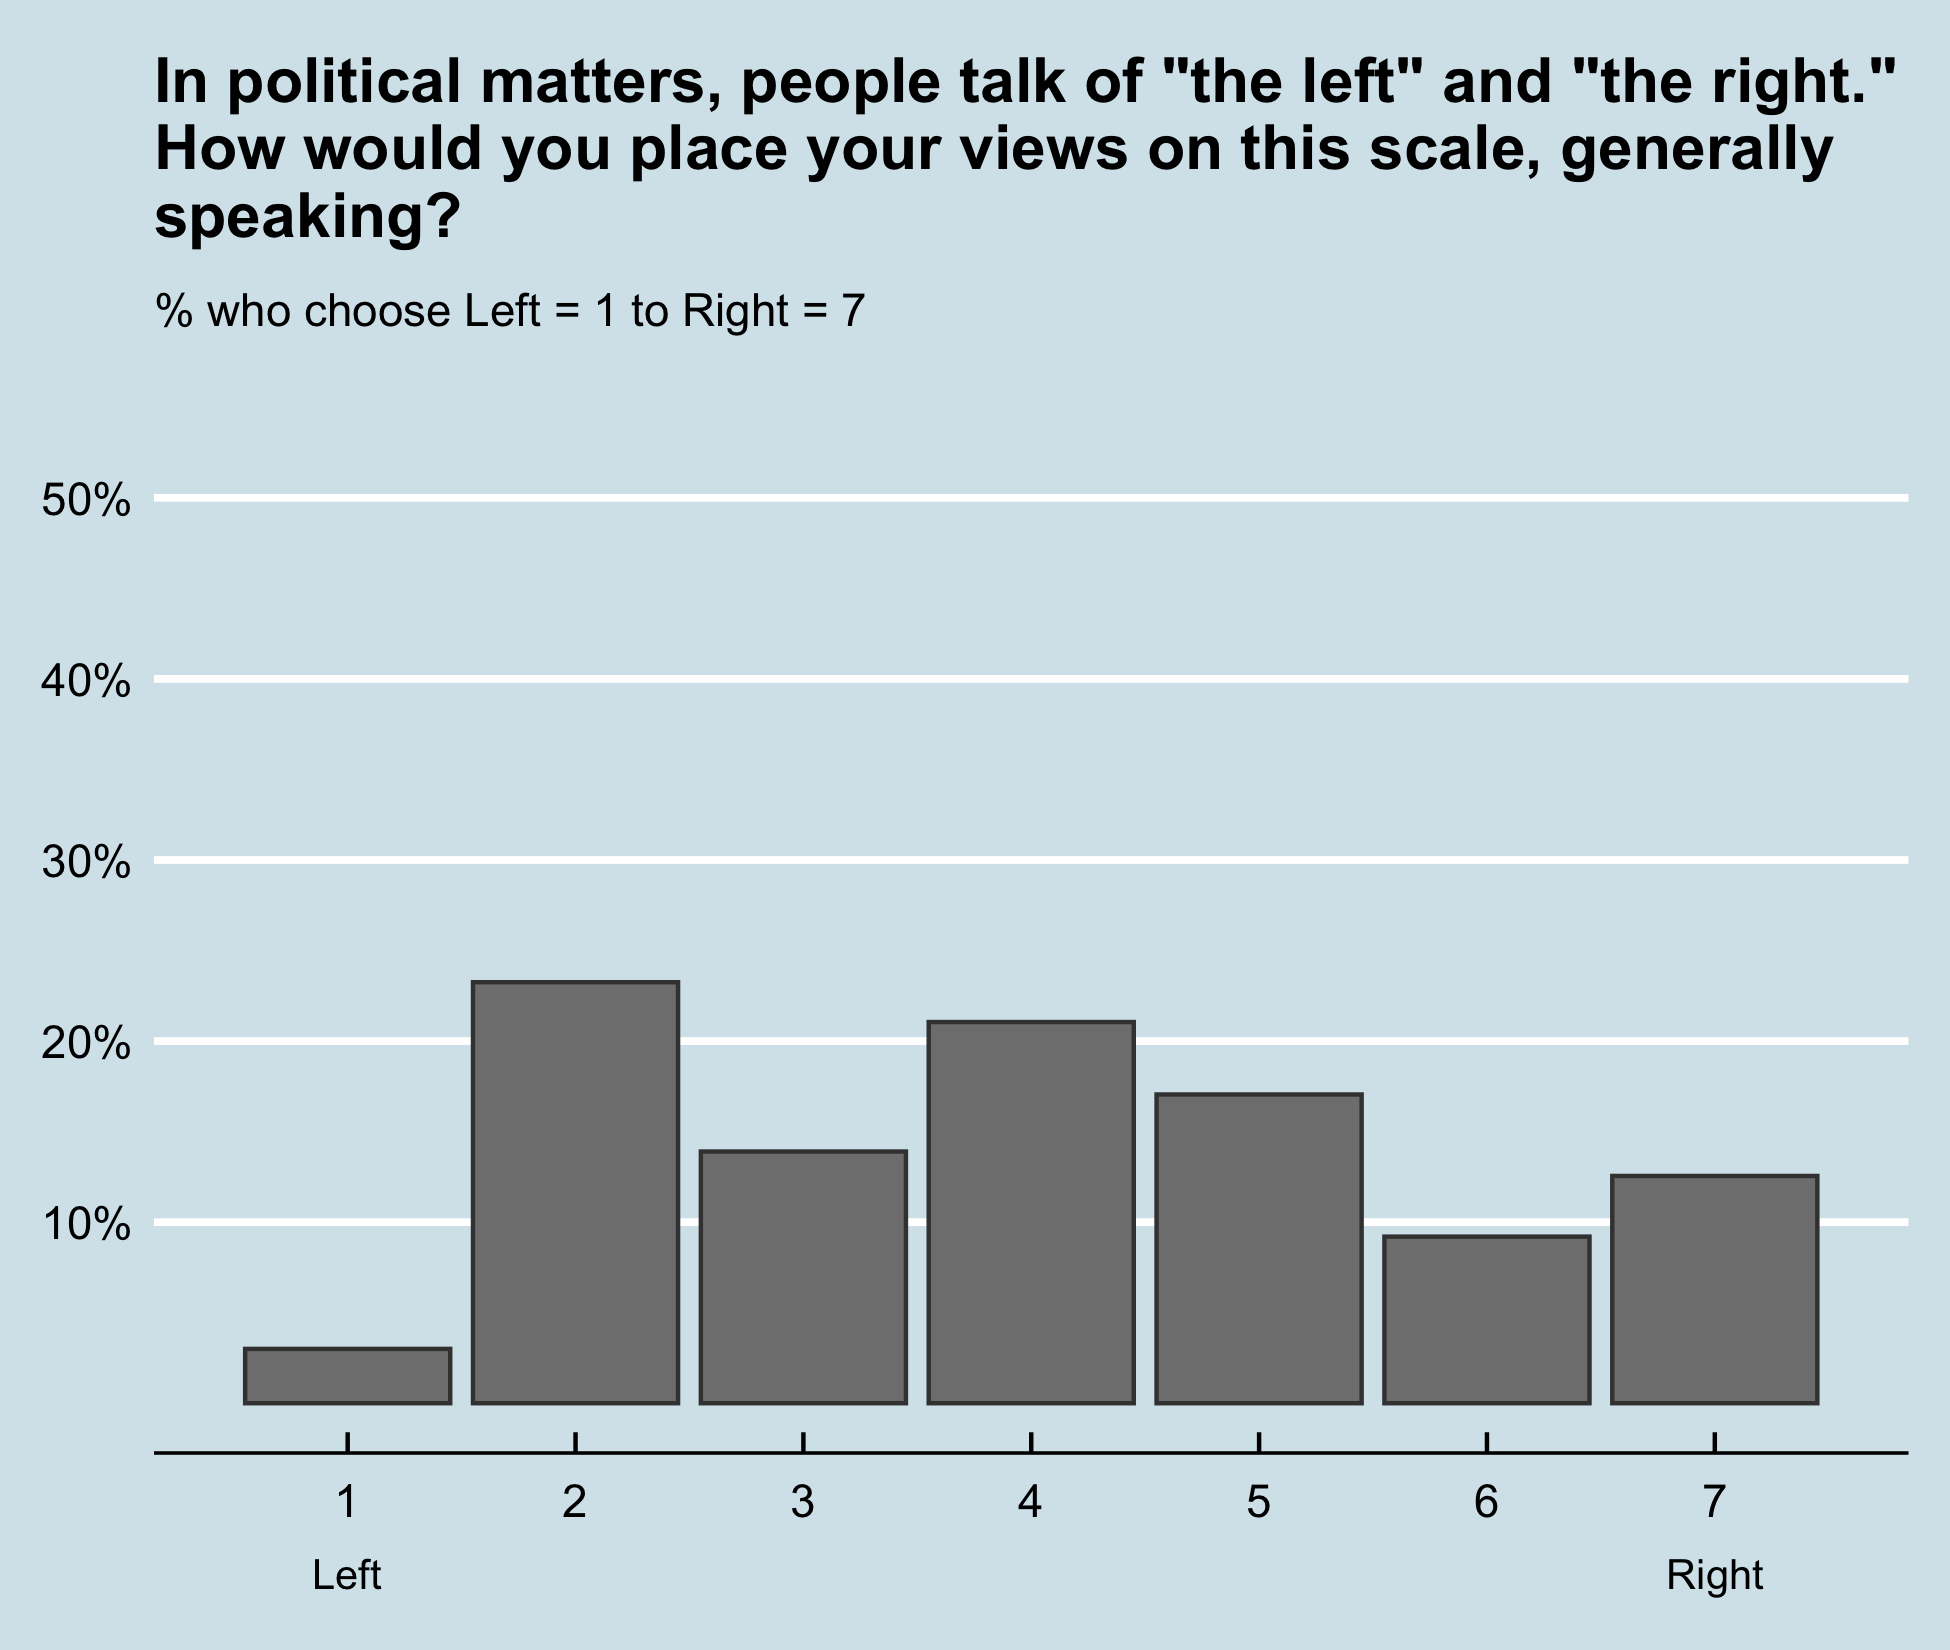 In political matters, people talk of "the left" and "the right."
How would you place your views on this scale, generally
speaking?
% who choose Left = 1 to Right = 7
50%
40%
30%
20%
10%
1 2 3 4 5 6 7
Left Right